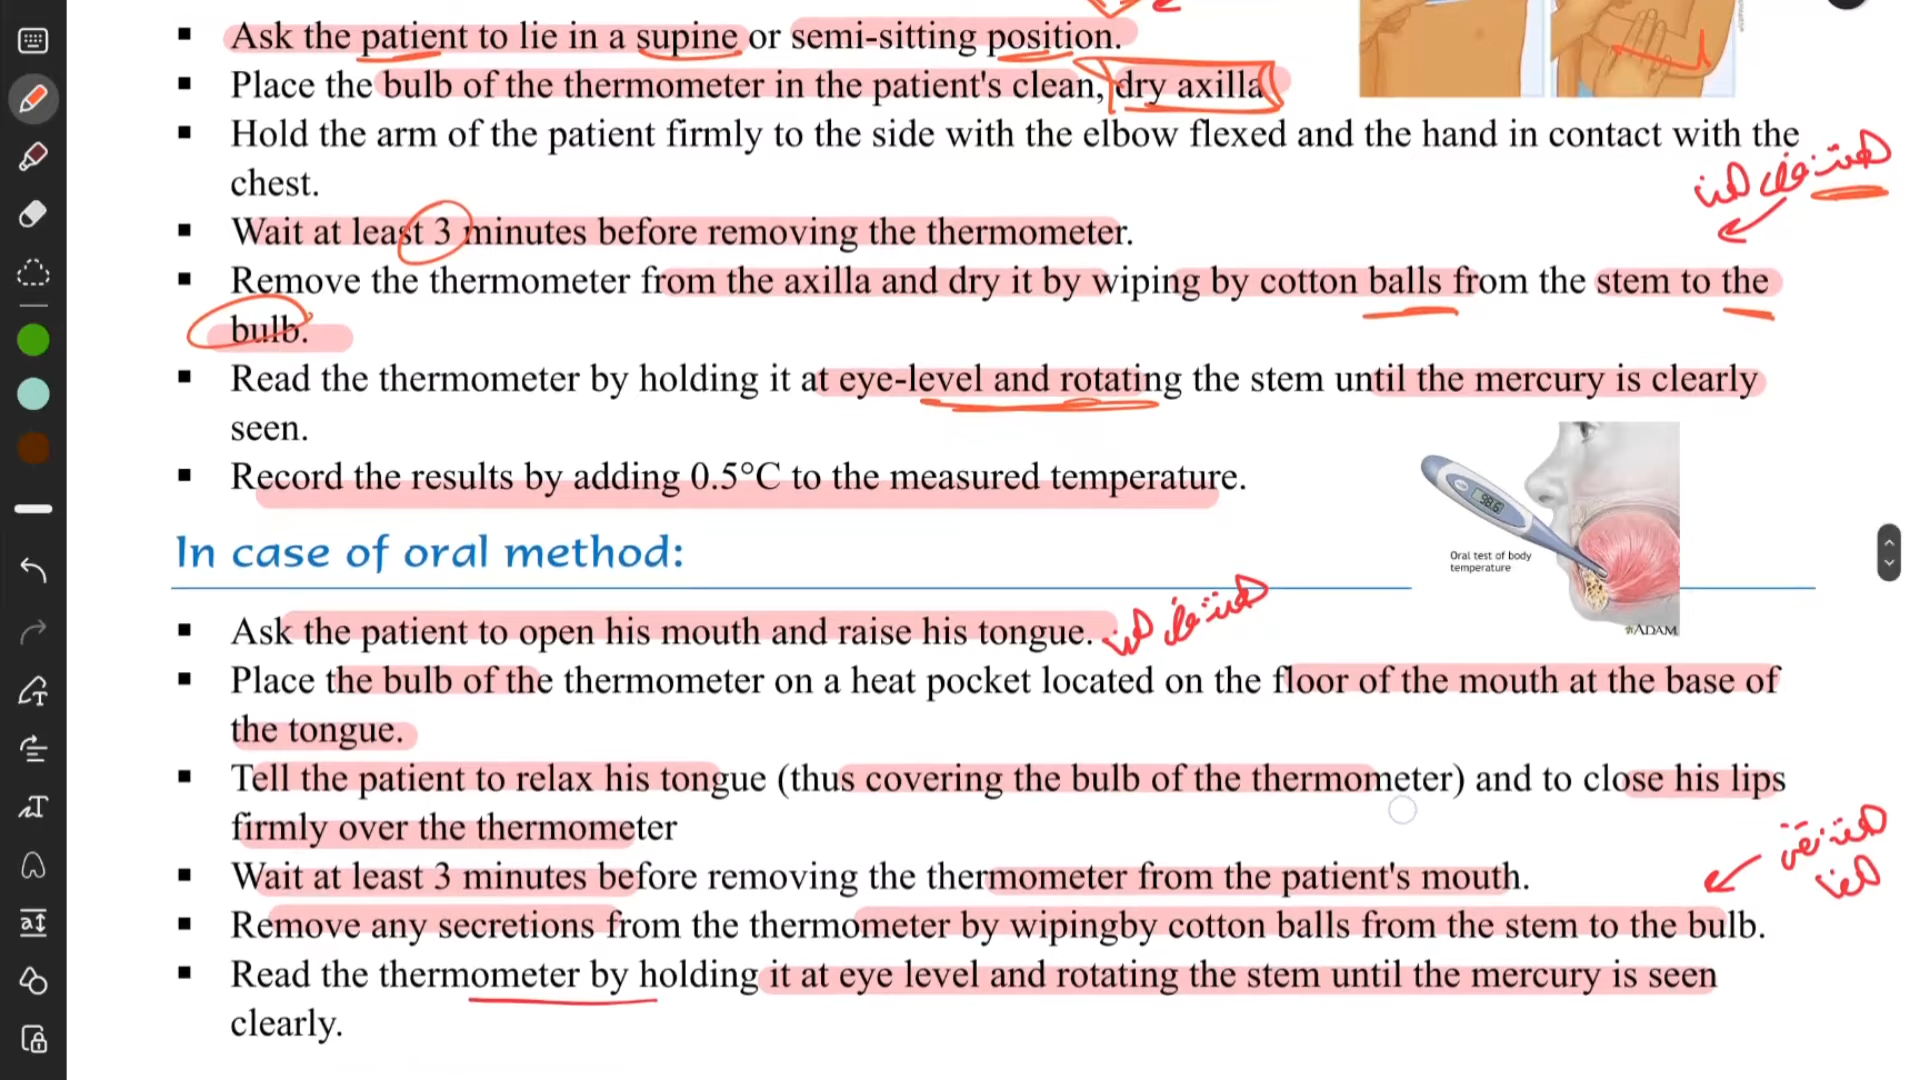 Ask the patient to lie in a supine or semi-sitting position.
Place the bulb of the thermometer in the patient's clean, dry axilla
Hold the arm of the patient firmly to the side with the elbow flexed and the hand in contact with the
chest.
Wait at least 3 minutes before removing the thermometer.
Remove the thermometer from the axilla and dry it by wiping by cotton balls from the stem to the
bulb.
Read the thermometer by holding it at eye-level and rotating the stem until the mercury is clearly
seen.
Record the results by adding 0.5°C to the measured temperature.
98.6
Oral test of body
temperature
ADAM
In case of oral method:
Ask the patient to open his mouth and raise his tongue.
Place the bulb of the thermometer on a heat pocket located on the floor of the mouth at the base of
the tongue.
Tell the patient to relax his tongue (thus covering the bulb of the thermometer) and to close his lips
firmly over the thermometer
Wait at least 3 minutes before removing the thermometer from the patient's mouth.
Remove any secretions from the thermometer by wipingby cotton balls from the stem to the bulb.
Read the thermometer by holding it at eye level and rotating the stem until the mercury is seen
clearly.